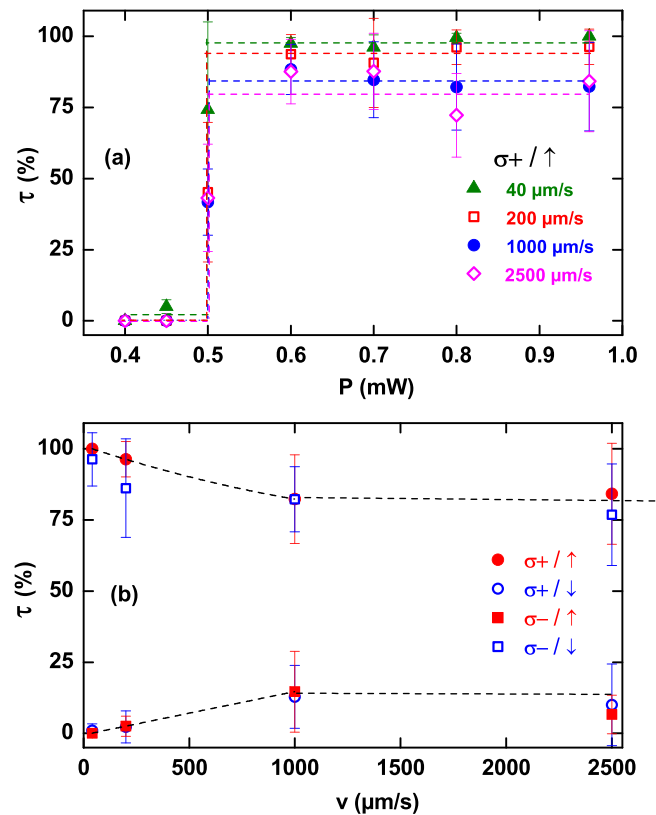 100
75
50
25
0
τ (%)
(a)
σ+ / ↑
40 µm/s
200 µm/s
1000 µm/s
2500 µm/s
0.4 0.5 0.6 0.7 0.8 0.9 1.0
P (mW)
100
75
50
25
0
τ (%)
(b)
σ+ / ↑
σ+ / ↓
σ− / ↑
σ− / ↓
0 500 1000 1500 2000 2500
v (µm/s)